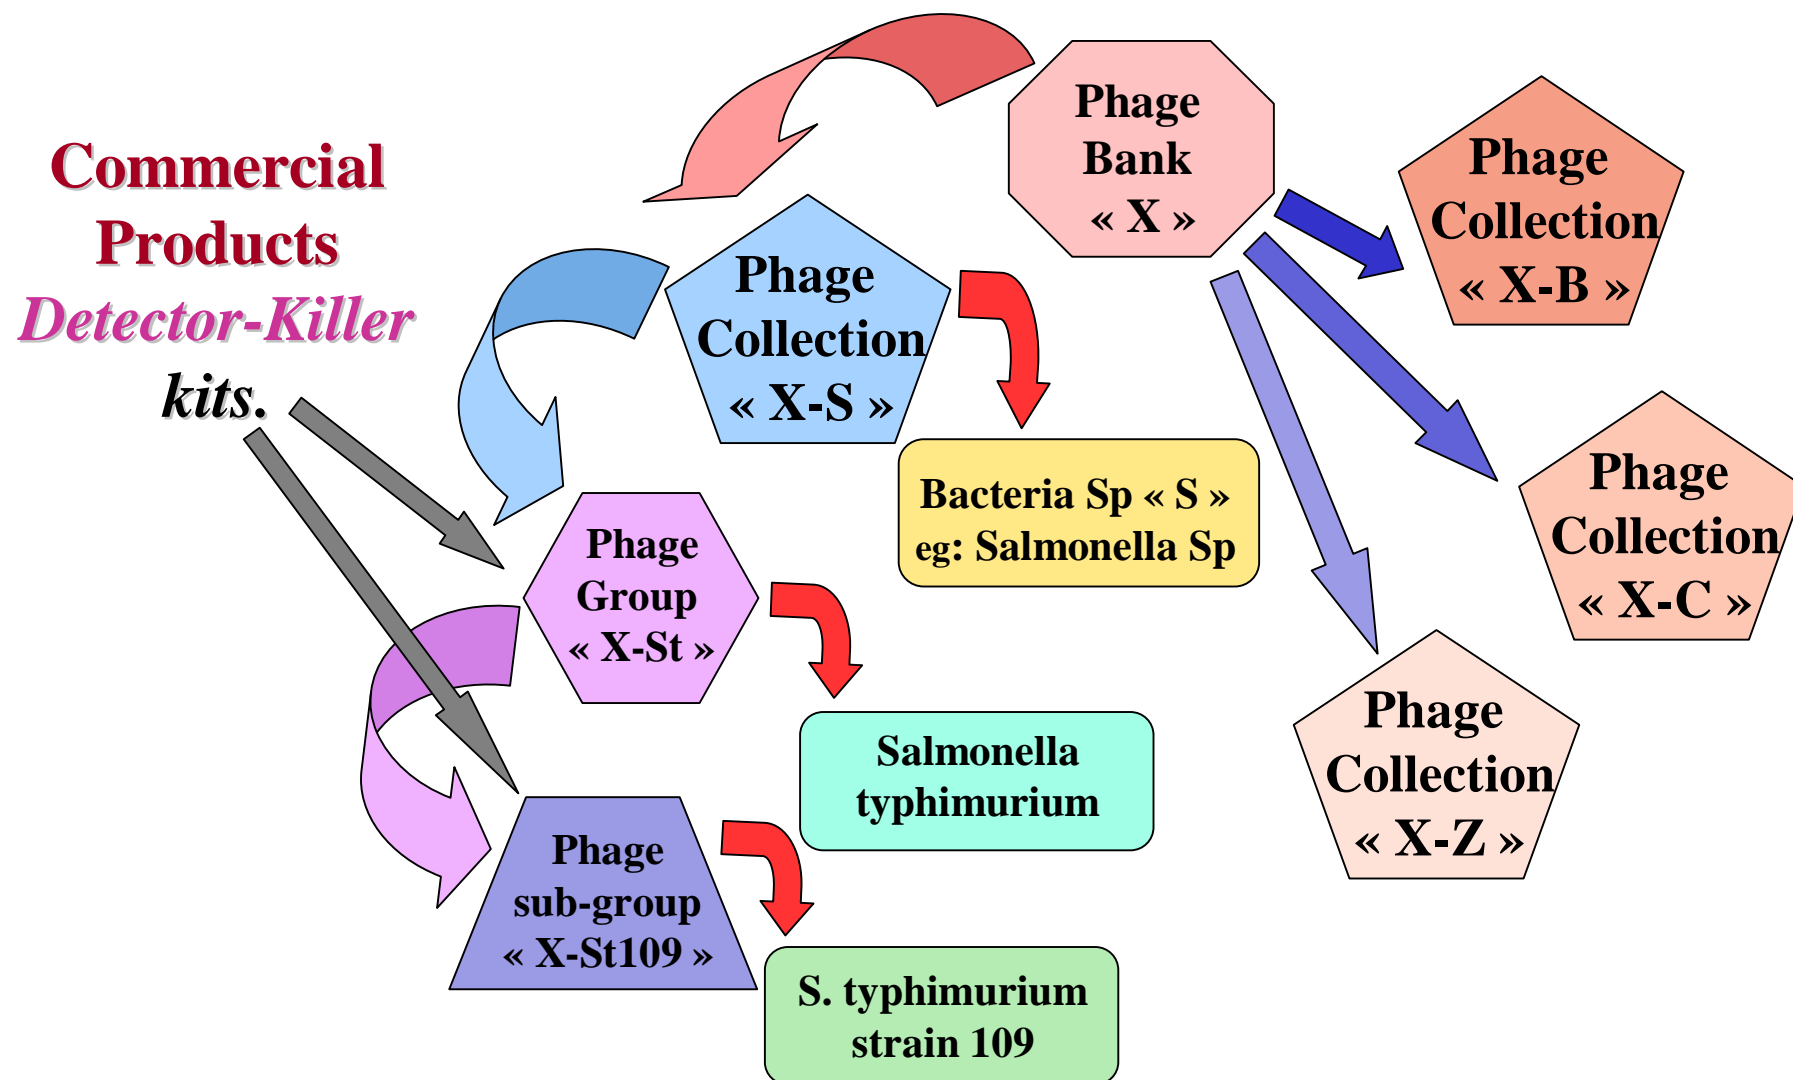 Commercial
Products
Detector-Killer
kits.
Phage
Bank
« X »
Phage
Collection
« X-B »
Phage
Collection
« X-S »
Phage
Collection
« X-C »
Bacteria Sp « S »
eg: Salmonella Sp
Phage
Group
« X-St »
Phage
Collection
« X-Z »
Salmonella
typhimurium
Phage
sub-group
« X-St109 »
S. typhimurium
strain 109